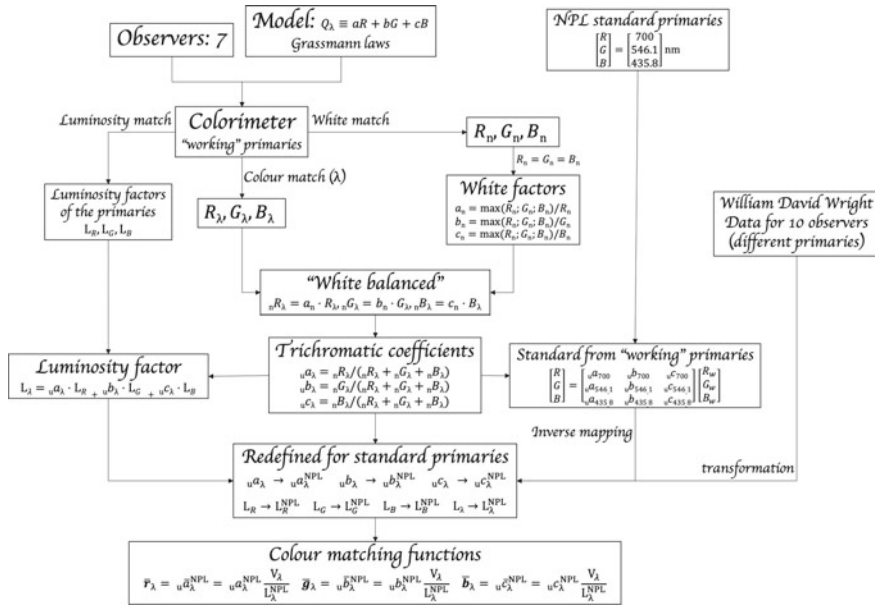 Observers: 7
Model: Q_λ ≡ aR + bG + cB
Grassmann laws
NPL standard primaries
[R G B] = [700 546.1 435.8] nm
Luminosity match
Colorimeter
"working" primaries
White match
R_n, G_n, B_n
R_n = G_n = B_n
Colour match (λ)
Luminosity factors
of the primaries
L_R, L_G, L_B
R_λ, G_λ, B_λ
White factors
a_n = max(R_n; G_n; B_n)/R_n
b_n = max(R_n; G_n; B_n)/G_n
c_n = max(R_n; G_n; B_n)/B_n
William David Wright
Data for 10 observers
(different primaries)
"White balanced"
_nR_λ = a_n · R_λ, _nG_λ = b_n · G_λ, _nB_λ = c_n · B_λ
Luminosity factor
L_λ = _ua_λ · L_R + _ub_λ · L_G + _uc_λ · L_B
Trichromatic coefficients
_ua_λ = _nR_λ/(_nR_λ + _nG_λ + _nB_λ)
_ub_λ = _nG_λ/(_nR_λ + _nG_λ + _nB_λ)
_uc_λ = _nB_λ/(_nR_λ + _nG_λ + _nB_λ)
Standard from "working" primaries
[R G B] = [_ua_700 _ub_700 _uc_700
_ua_546.1 _ub_546.1 _uc_546.1
_ua_435.8 _ub_435.8 _uc_435.8] [R_w G_w B_w]
Inverse mapping
transformation
Redefined for standard primaries
_ua_λ → _ua_λ^NPL _ub_λ → _ub_λ^NPL _uc_λ → _uc_λ^NPL
L_R → L_R^NPL L_G → L_G^NPL L_B → L_B^NPL L_λ → L_λ^NPL
Colour matching functions
r̄_λ = _uā_λ^NPL = _ua_λ^NPL V_λ/L_λ^NPL ḡ_λ = _ub̄_λ^NPL = _ub_λ^NPL V_λ/L_λ^NPL b̄_λ = _uc̄_λ^NPL = _uc_λ^NPL V_λ/L_λ^NPL